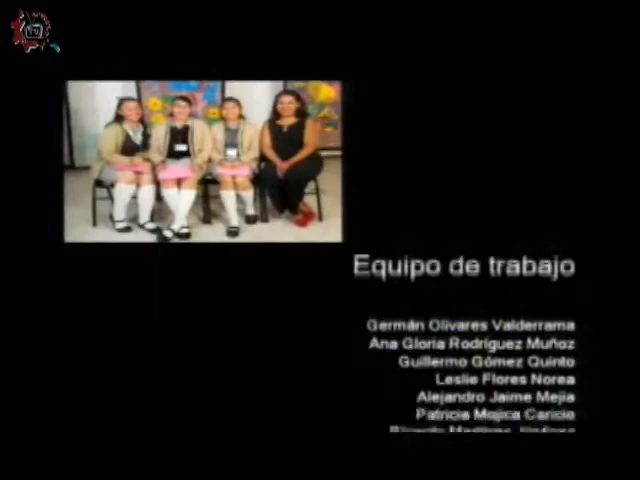 TV
Equipo de trabajo
Germán Olivares Valderrama
Ana Gloria Rodríguez Muñoz
Guillermo Gómez Quinto
Leslie Flores Norea
Alejandro Jaime Mejía
Patricia Mojica